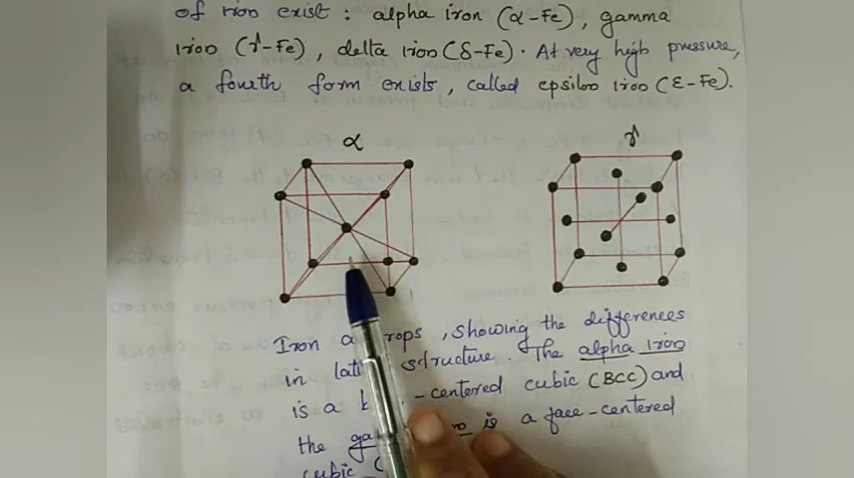 of iron exist : alpha iron (α-Fe), gamma
iron (γ-Fe), delta iron (δ-Fe). At very high pressure,
a fourth form exists, called epsilon iron (ε-Fe).
α γ
Iron a rops, showing the differences
in lat structure. The alpha iron
is a b -centered cubic (BCC) and
the ga is a face-centered
cubic (